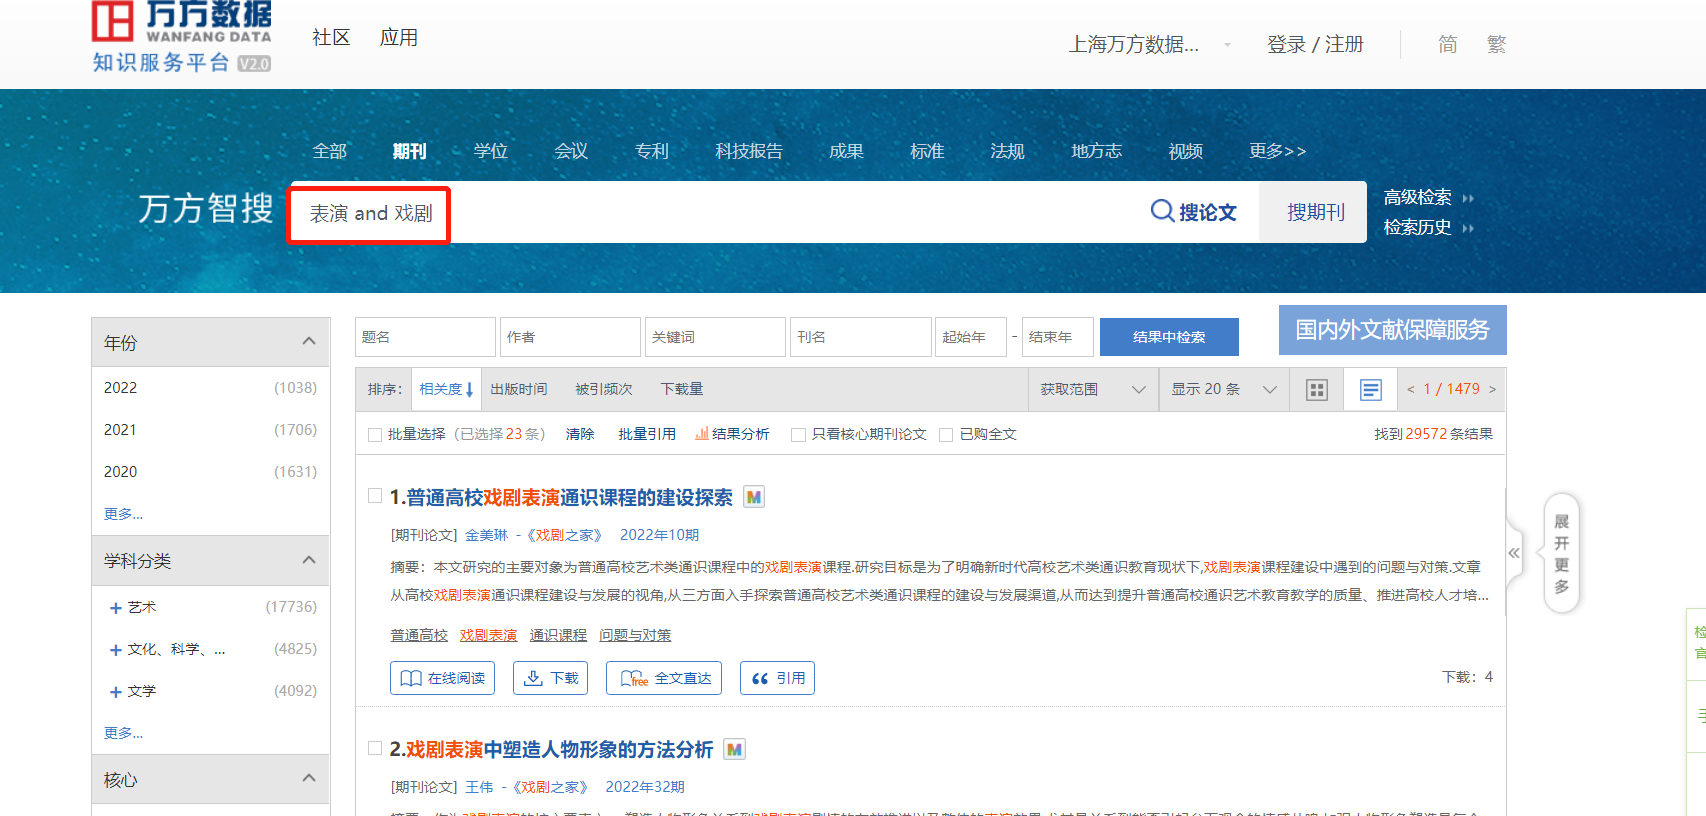 万方数据
WANFANG DATA
知识服务平台 V2.0
社区 应用
上海万方数据... 登录 / 注册 简 繁
全部 期刊 学位 会议 专利 科技报告 成果 标准 法规 地方志 视频 更多>>
万方智搜 表演 and 戏剧 搜论文 搜期刊
高级检索
检索历史
年份
2022 (1038)
2021 (1706)
2020 (1631)
更多...
学科分类
+ 艺术 (17736)
+ 文化、科学、... (4825)
+ 文学 (4092)
更多...
核心
题名 作者 关键词 刊名 起始年 - 结束年 结果中检索
国内外文献保障服务
排序： 相关度 出版时间 被引频次 下载量 获取范围 显示 20 条 < 1 / 1479 >
批量选择 (已选择 23 条) 清除 批量引用 结果分析 只看核心期刊论文 已购全文 找到 29572 条结果
1.普通高校戏剧表演通识课程的建设探索 M
[期刊论文] 金美琳 -《戏剧之家》 2022年10期
摘要：本文研究的主要对象为普通高校艺术类通识课程中的戏剧表演课程.研究目标是为了明确新时代高校艺术类通识教育现状下,戏剧表演课程建设中遇到的问题与对策.文章
从高校戏剧表演通识课程建设与发展的视角,从三方面入手探索普通高校艺术类通识课程的建设与发展渠道,从而达到提升普通高校通识艺术教育教学的质量、推进高校人才培...
普通高校 戏剧表演 通识课程 问题与对策
在线阅读 下载 free 全文直达 引用 下载：4
2.戏剧表演中塑造人物形象的方法分析 M
[期刊论文] 王伟 -《戏剧之家》 2022年32期
«
展
开
更
多